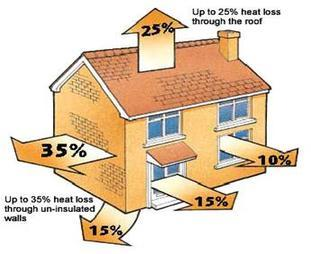 Up to 25% heat loss
through the roof
25%
35%
10%
15%
Up to 35% heat loss
through un-insulated
walls
15%